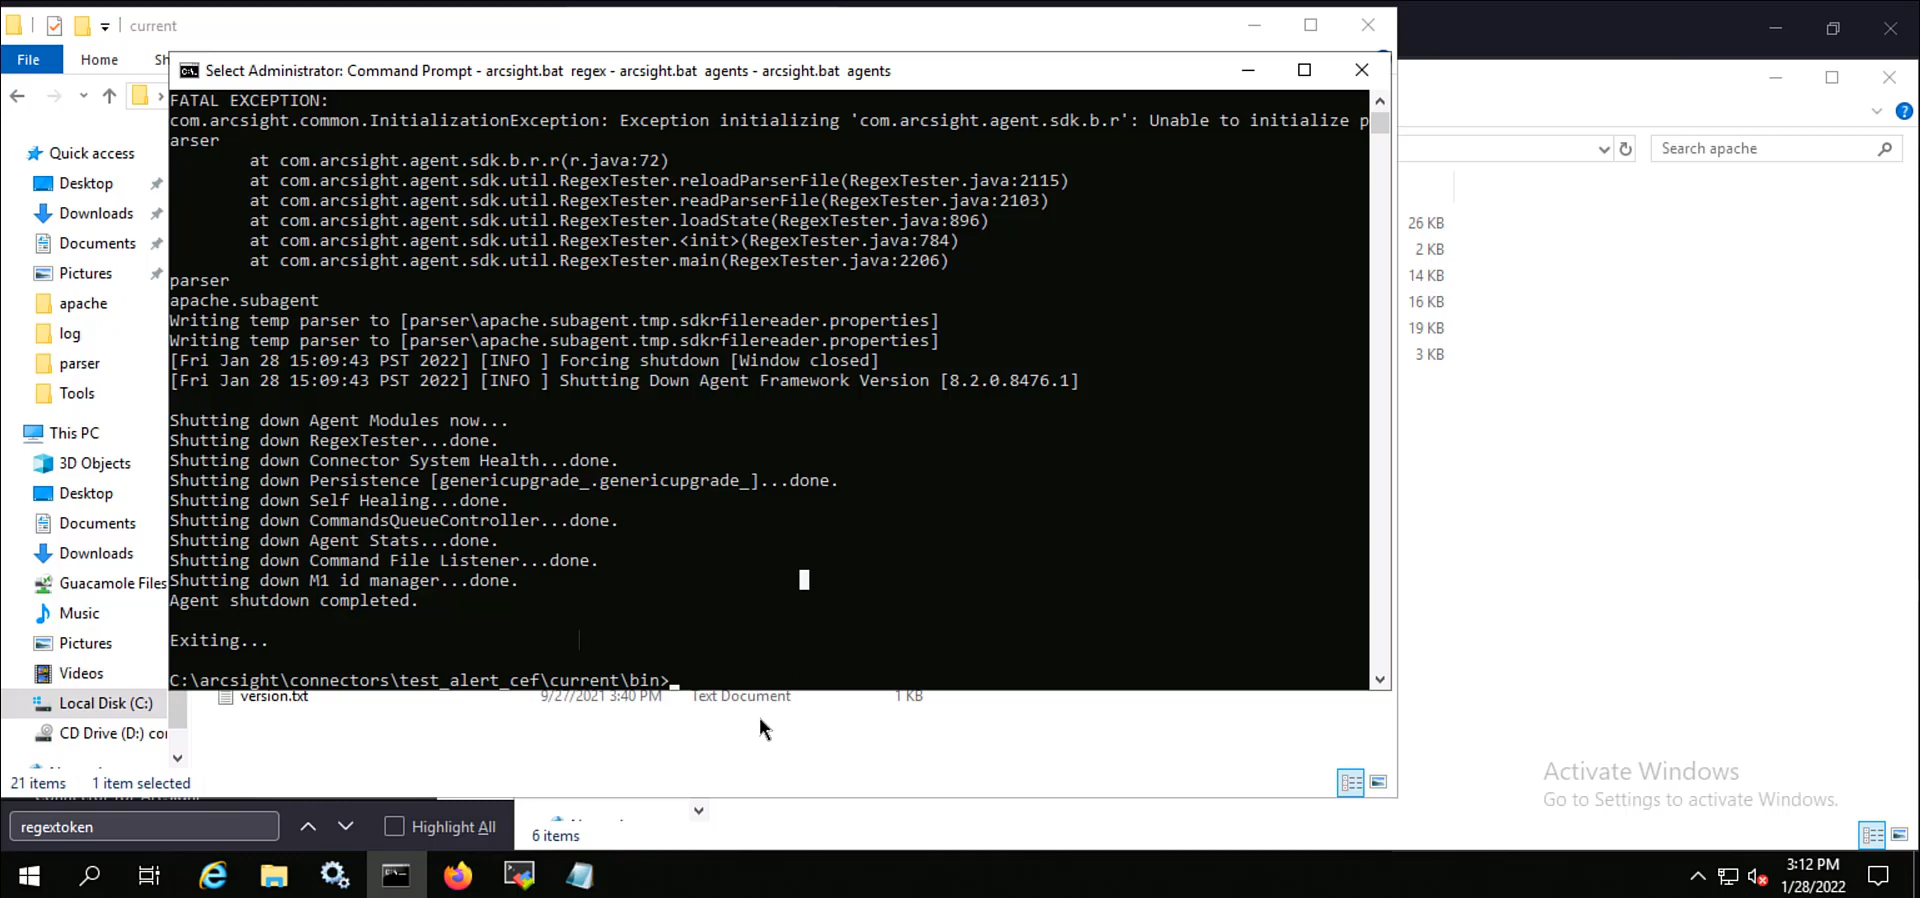 current
File
Home
Sh
Select Administrator: Command Prompt - arcsight.bat regex - arcsight.bat agents - arcsight.bat agents
FATAL EXCEPTION:
com.arcsight.common.InitializationException: Exception initializing 'com.arcsight.agent.sdk.b.r': Unable to initialize p
arser
at com.arcsight.agent.sdk.b.r.r(r.java:72)
at com.arcsight.agent.sdk.util.RegexTester.reloadParserFile(RegexTester.java:2115)
at com.arcsight.agent.sdk.util.RegexTester.readParserFile(RegexTester.java:2103)
at com.arcsight.agent.sdk.util.RegexTester.loadState(RegexTester.java:896)
at com.arcsight.agent.sdk.util.RegexTester.<init>(RegexTester.java:784)
at com.arcsight.agent.sdk.util.RegexTester.main(RegexTester.java:2206)
parser
apache.subagent
Writing temp parser to [parser\apache.subagent.tmp.sdkrfilereader.properties]
Writing temp parser to [parser\apache.subagent.tmp.sdkrfilereader.properties]
[Fri Jan 28 15:09:43 PST 2022] [INFO ] Forcing shutdown [Window closed]
[Fri Jan 28 15:09:43 PST 2022] [INFO ] Shutting Down Agent Framework Version [8.2.0.8476.1]
Shutting down Agent Modules now...
Shutting down RegexTester...done.
Shutting down Connector System Health...done.
Shutting down Persistence [genericupgrade_.genericupgrade_]...done.
Shutting down Self Healing...done.
Shutting down CommandsQueueController...done.
Shutting down Agent Stats...done.
Shutting down Command File Listener...done.
Shutting down M1 id manager...done.
Agent shutdown completed.
Exiting...
C:\arcsight\connectors\test_alert_cef\current\bin>
Quick access
Desktop
Downloads
Documents
Pictures
apache
log
parser
Tools
This PC
3D Objects
Desktop
Documents
Downloads
Guacamole Files
Music
Pictures
Videos
Local Disk (C:)
CD Drive (D:) co
version.txt 9/27/2021 3:40 PM Text Document 1 KB
21 items 1 item selected
Search apache
26 KB
2 KB
14 KB
16 KB
19 KB
3 KB
Activate Windows
Go to Settings to activate Windows.
regextoken
Highlight All
6 items
3:12 PM
1/28/2022